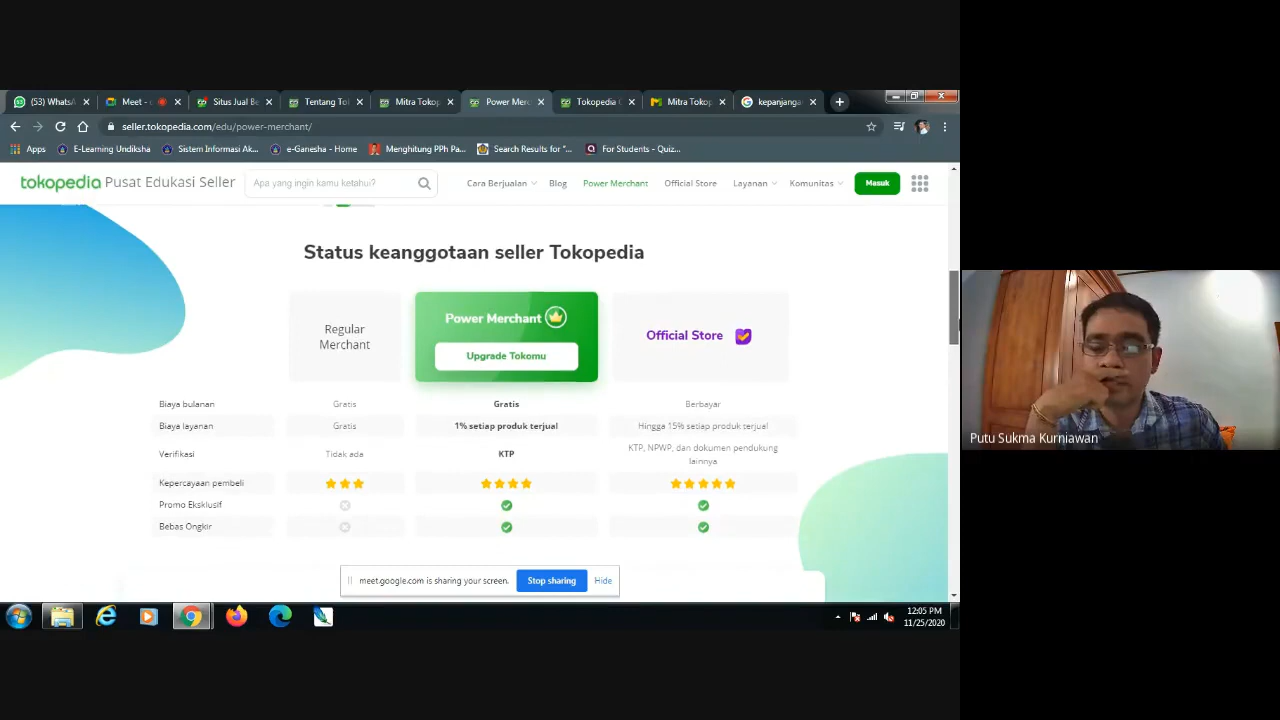 (53) WhatsA
Meet -
Situs Jual Be
Tentang To
Mitra Tokop
Power Merc
Tokopedia
Mitra Tokop
kepanjangan
seller.tokopedia.com/edu/power-merchant/
Apps
E-Learning Undiksha
Sistem Informasi Ak...
e-Ganesha - Home
Menghitung PPh Pa...
Search Results for "...
For Students - Quiz...
tokopedia Pusat Edukasi Seller
Apa yang ingin kamu ketahui?
Cara Berjualan
Blog
Power Merchant
Official Store
Layanan
Komunitas
Masuk
Status keanggotaan seller Tokopedia
Regular
Merchant
Power Merchant
Upgrade Tokomu
Official Store
Biaya bulanan Gratis Gratis Berbayar
Biaya layanan Gratis 1% setiap produk terjual Hingga 15% setiap produk terjual
Verifikasi Tidak ada KTP KTP, NPWP, dan dokumen pendukung
lainnya
Kepercayaan pembeli
Promo Eksklusif
Bebas Ongkir
meet.google.com is sharing your screen.
Stop sharing
Hide
12:05 PM
11/25/2020
Putu Sukma Kurniawan